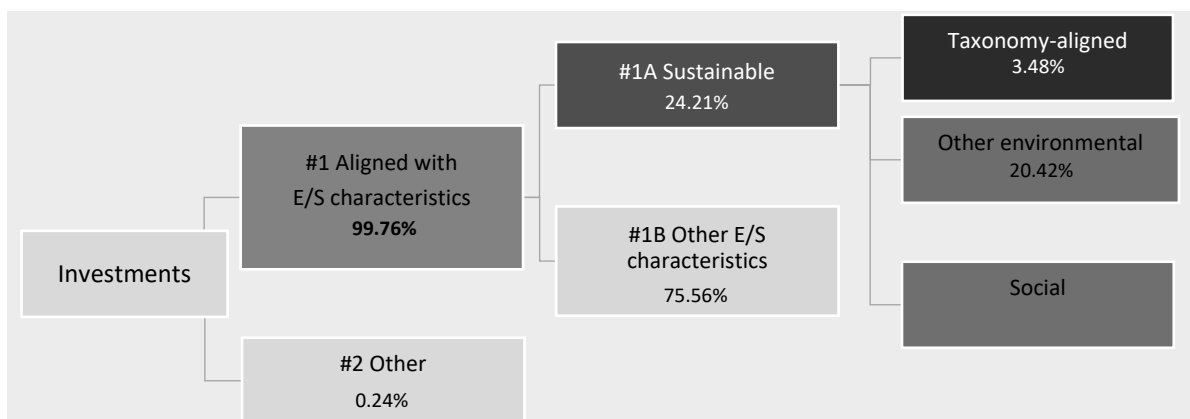 Investments
#1 Aligned with
E/S characteristics
99.76%
#2 Other
0.24%
#1A Sustainable
24.21%
#1B Other E/S
characteristics
75.56%
Taxonomy-aligned
3.48%
Other environmental
20.42%
Social